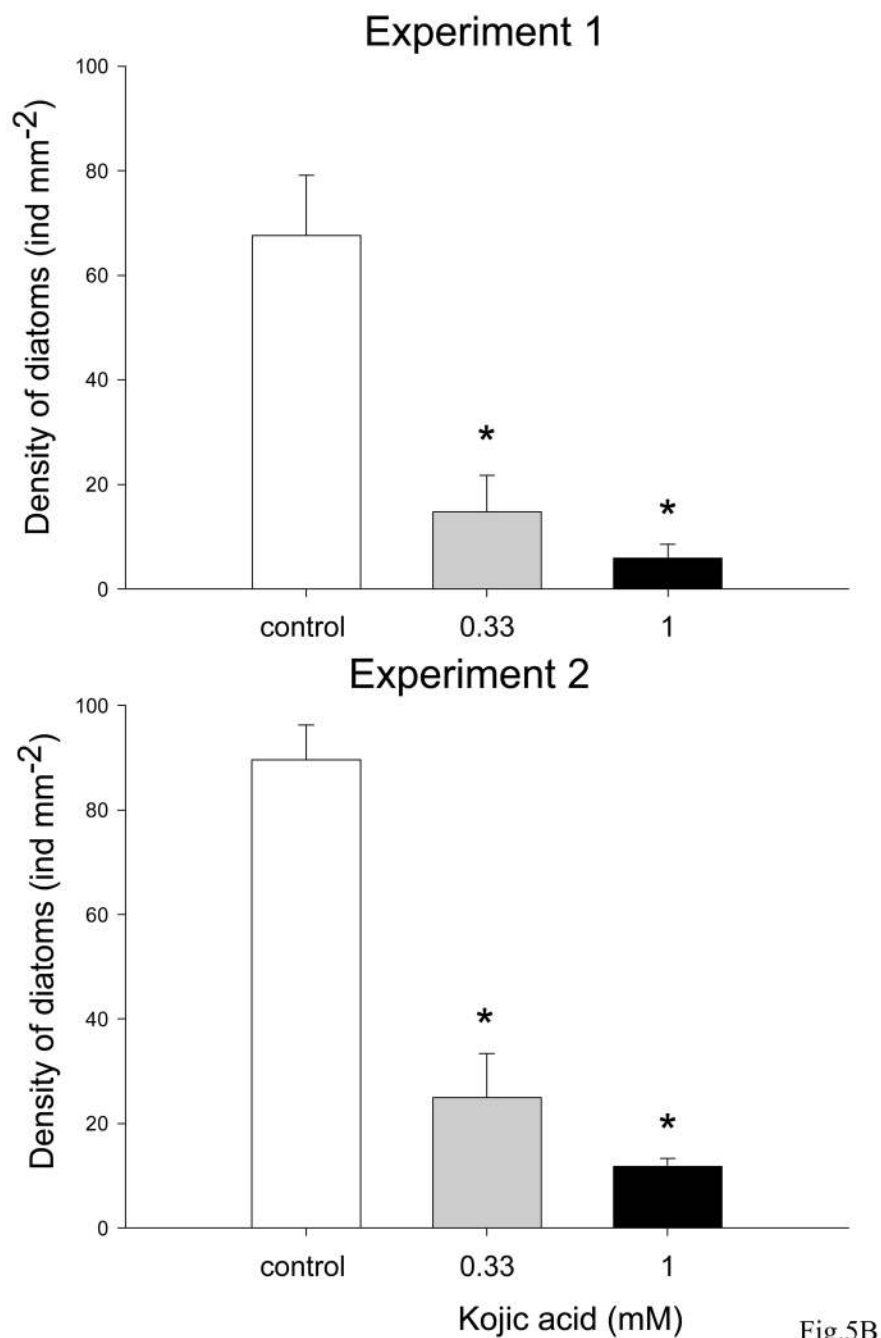 Experiment 1
Density of diatoms (ind mm-2)
100
80
60
40
20
0
*
*
control 0.33 1
Experiment 2
Density of diatoms (ind mm-2)
100
80
60
40
20
0
*
*
control 0.33 1
Kojic acid (mM)
Fig.5B